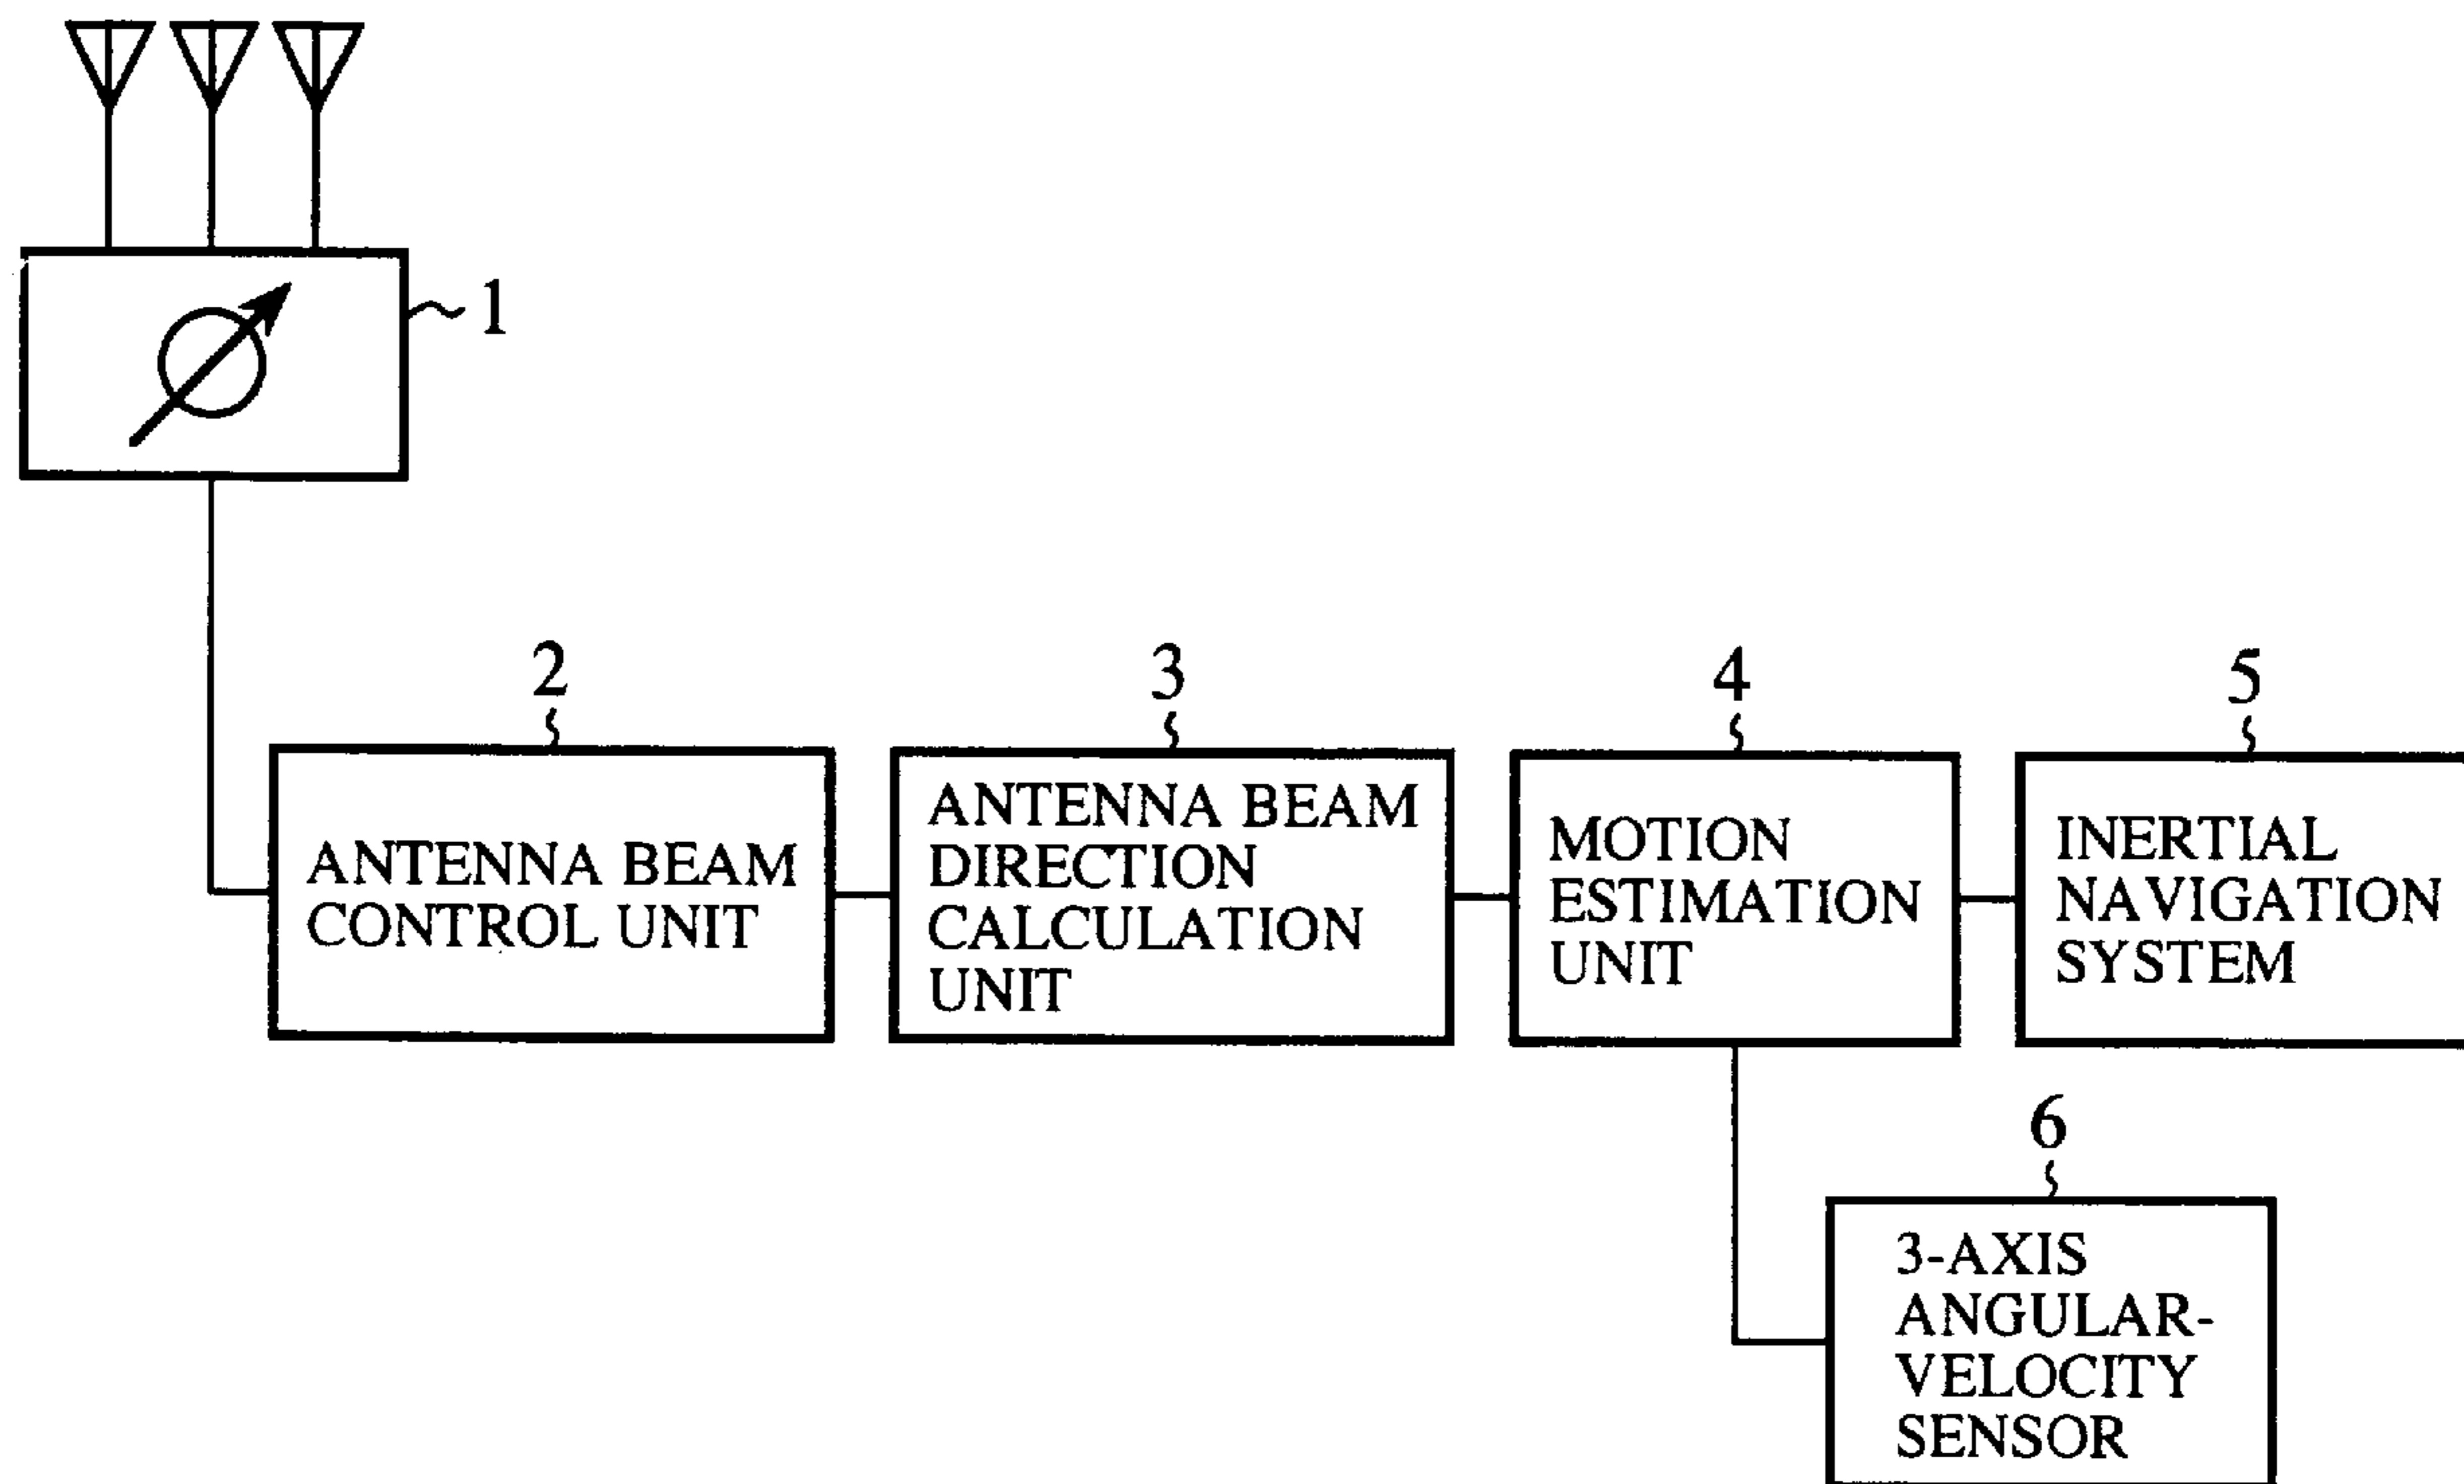 1
2
3
4
5
ANTENNA BEAM
CONTROL UNIT
ANTENNA BEAM
DIRECTION
CALCULATION
UNIT
MOTION
ESTIMATION
UNIT
INERTIAL
NAVIGATION
SYSTEM
6
3-AXIS
ANGULAR-
VELOCITY
SENSOR